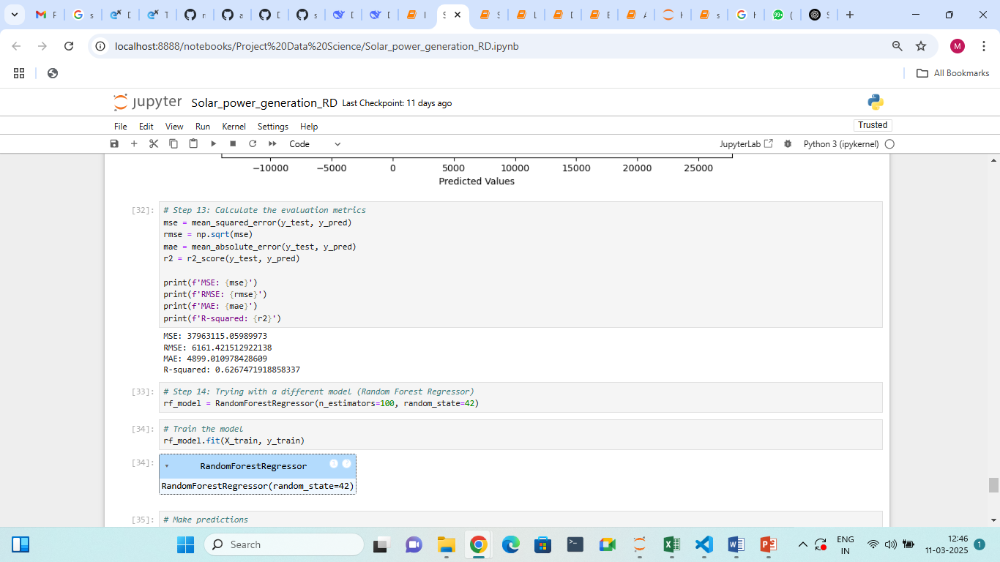 localhost:8888/notebooks/Project%20Data%20Science/Solar_power_generation_RD.ipynb
M
All Bookmarks
jupyter Solar_power_generation_RD Last Checkpoint: 11 days ago
File Edit View Run Kernel Settings Help
Trusted
Code
JupyterLab
Python 3 (ipykernel)
−10000 −5000 0 5000 10000 15000 20000 25000
Predicted Values
[32]:
# Step 13: Calculate the evaluation metrics
mse = mean_squared_error(y_test, y_pred)
rmse = np.sqrt(mse)
mae = mean_absolute_error(y_test, y_pred)
r2 = r2_score(y_test, y_pred)
print(f'MSE: {mse}')
print(f'RMSE: {rmse}')
print(f'MAE: {mae}')
print(f'R-squared: {r2}')
MSE: 37963115.05989973
RMSE: 6161.421512922138
MAE: 4899.010978428609
R-squared: 0.6267471918858337
[33]:
# Step 14: Trying with a different model (Random Forest Regressor)
rf_model = RandomForestRegressor(n_estimators=100, random_state=42)
[34]:
# Train the model
rf_model.fit(X_train, y_train)
[34]:
RandomForestRegressor
RandomForestRegressor(random_state=42)
[35]:
# Make predictions
Search
ENG
IN
12:46
11-03-2025
1